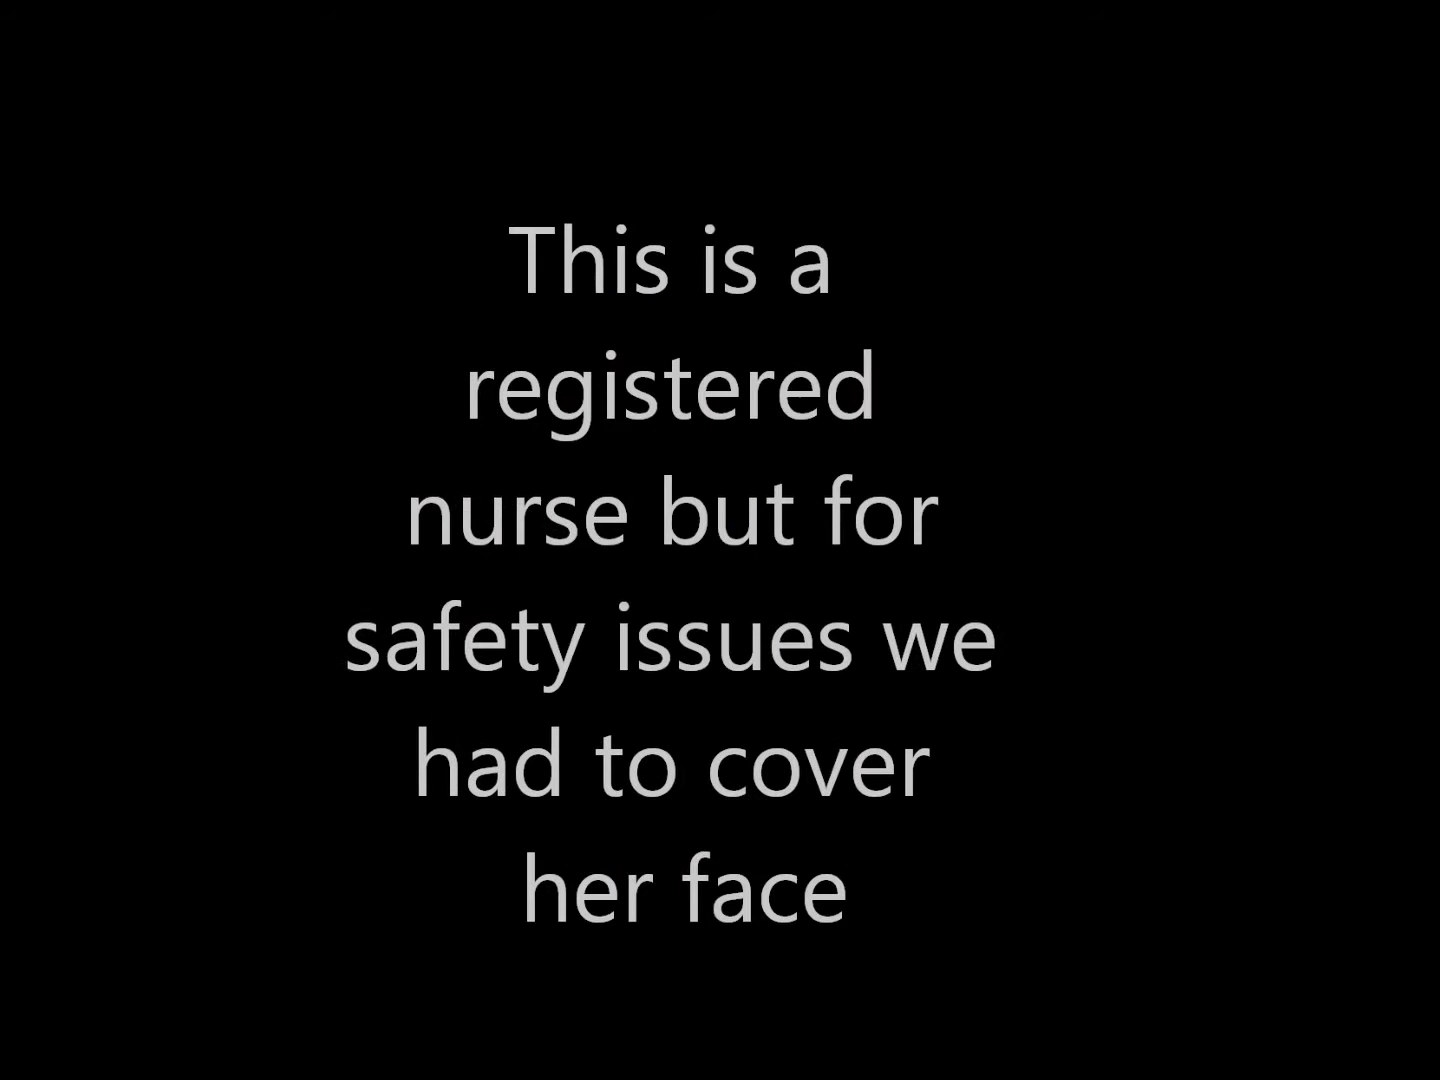 This is a
registered
nurse but for
safety issues we
had to cover
her face